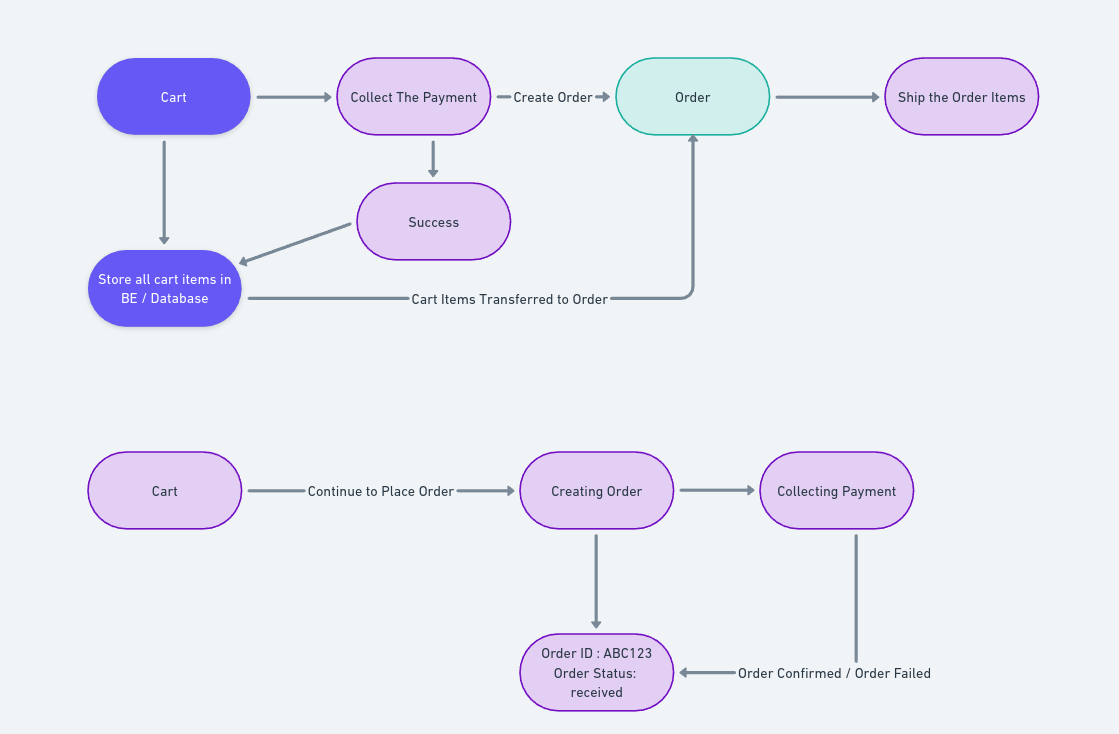 Cart
Collect The Payment
Create Order
Order
Ship the Order Items
Success
Store all cart items in
BE / Database
Cart Items Transferred to Order
Cart
Continue to Place Order
Creating Order
Collecting Payment
Order ID : ABC123
Order Status:
received
Order Confirmed / Order Failed